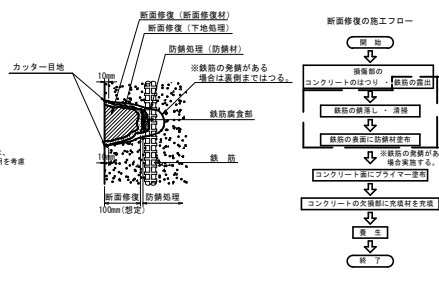 断面修復（断面修復材）
断面修復（下地処理）
防錆処理（防錆材）
カッター目地
10mm
※鉄筋の発錆がある
場合は裏側まではつる。
鉄筋腐食部
鉄　筋
10mm
断面修復
防錆処理
100mm(想定)
を考慮
断面修復の施工フロー
開　始
損傷部の
コンクリートのはつり・鉄筋の露出
鉄筋の錆落し・清掃
鉄筋の表面に防錆材塗布
※鉄筋の発錆があ
場合実施する。
コンクリート面にプライマー塗布
コンクリートの欠損部に充填材を充填
養　生
終　了